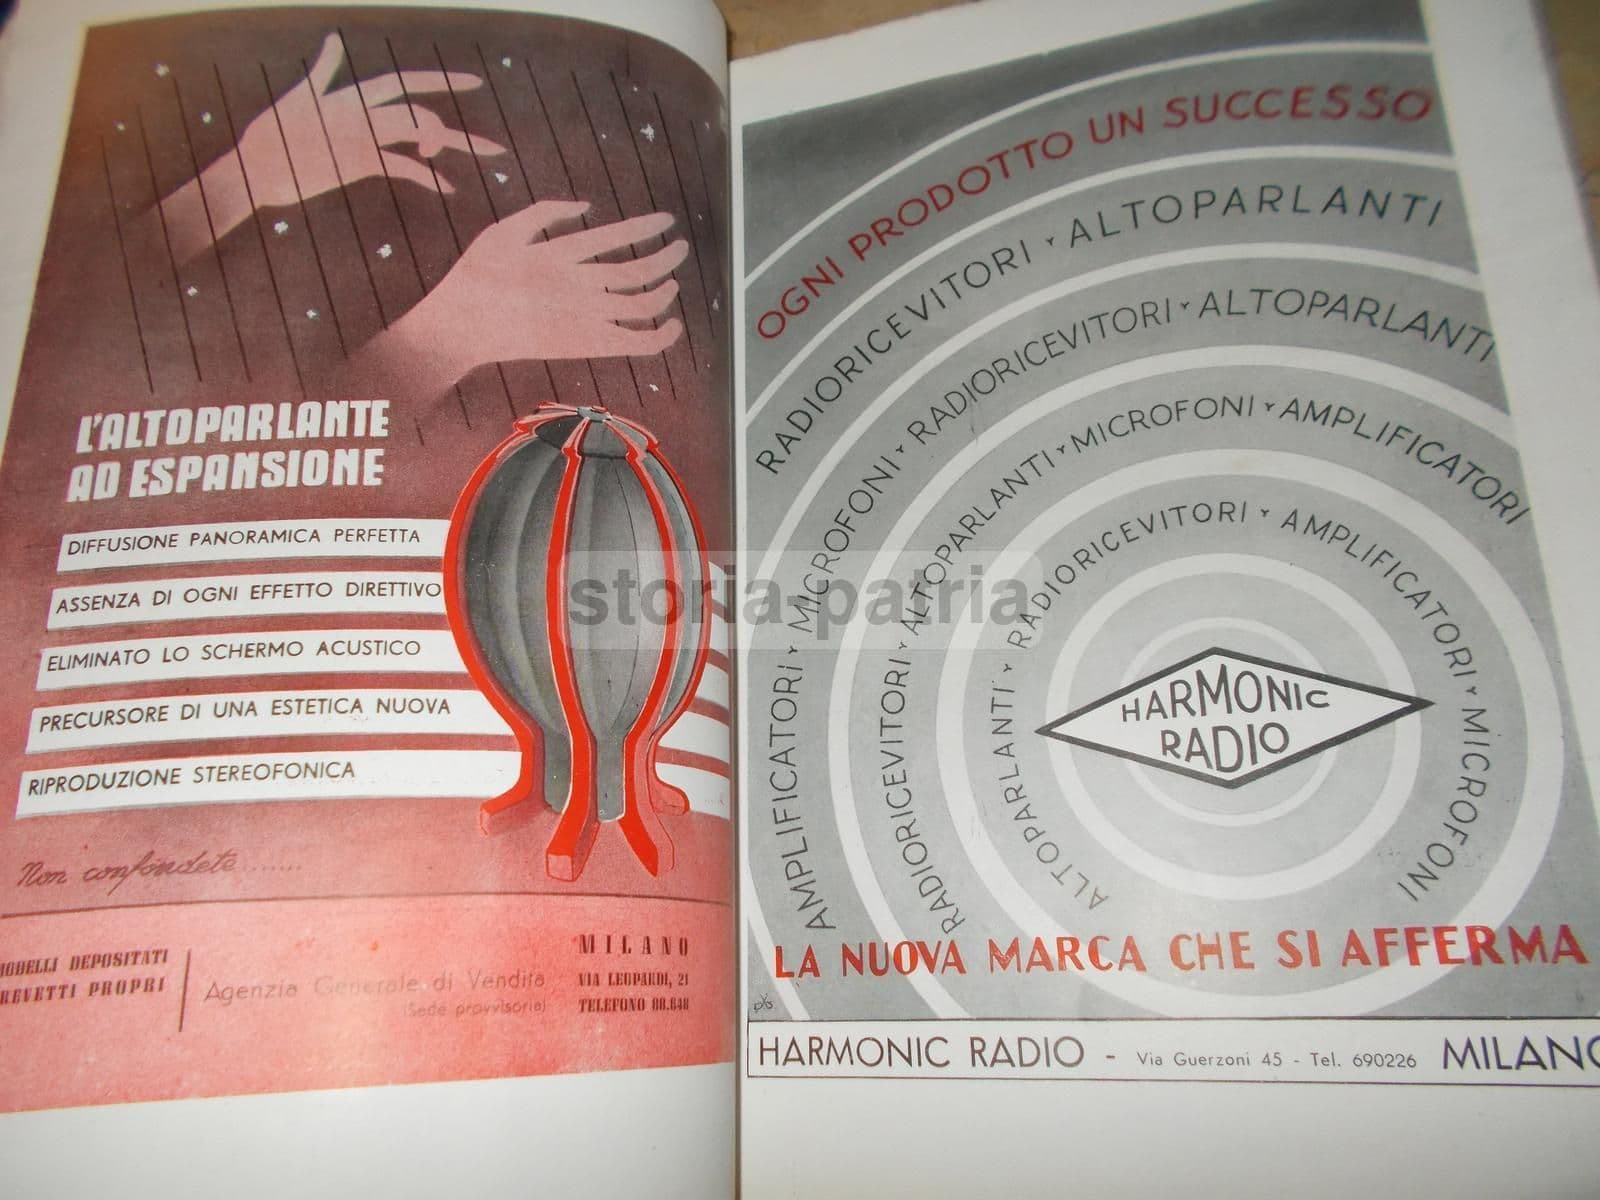 L'ALTOPARLANTE
AD ESPANSIONE
DIFFUSIONE PANORAMICA PERFETTA
ASSENZA DI OGNI EFFETTO DIRETTIVO
ELIMINATO LO SCHERMO ACUSTICO
PRECURSORE DI UNA ESTETICA NUOVA
RIPRODUZIONE STEREOFONICA
Non confondete.......
MODELLI DEPOSITATI
BREVETTI PROPRI
Agenzia Generale di Vendita
(Sede provvisoria)
MILANO
VIA LEOPARDI, 21
TELEFONO 88.648
storia-patria
OGNI PRODOTTO UN SUCCESSO
RADIORICEVITORI ALTOPARLANTI
AMPLIFICATORI MICROFONI RADIORICEVITORI ALTOPARLANTI
RADIORICEVITORI ALTOPARLANTI MICROFONI AMPLIFICATORI
ALTOPARLANTI RADIORICEVITORI AMPLIFICATORI MICROFONI
HARMONIC
RADIO
LA NUOVA MARCA CHE SI AFFERMA
HARMONIC RADIO - Via Guerzoni 45 - Tel. 690226 MILANO